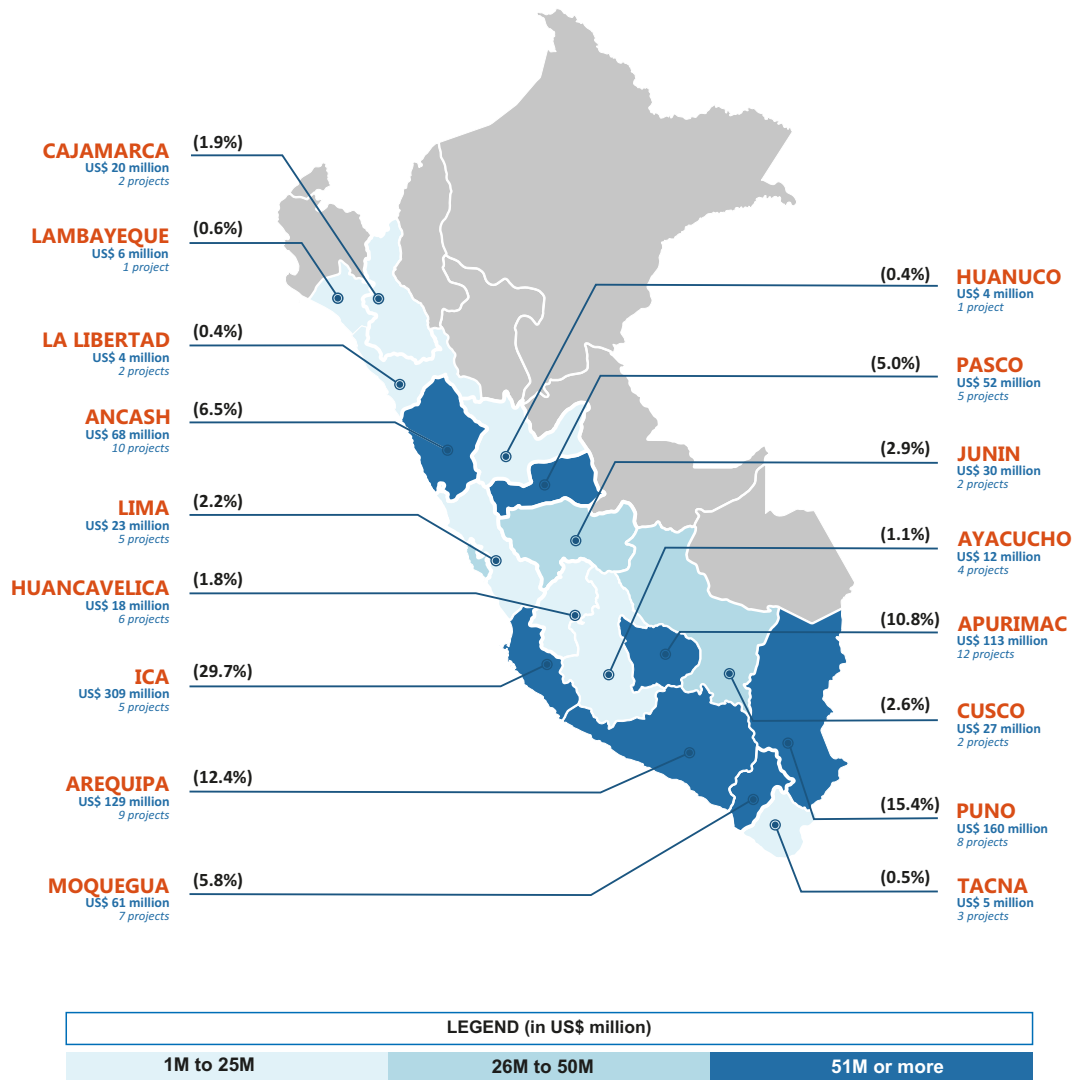 CAJAMARCA
(1.9%)
US$ 20 million
2 projects
LAMBAYEQUE
(0.6%)
US$ 6 million
1 project
LA LIBERTAD
(0.4%)
US$ 4 million
2 projects
ANCASH
(6.5%)
US$ 68 million
10 projects
LIMA
(2.2%)
US$ 23 million
5 projects
HUANCAVELICA
(1.8%)
US$ 18 million
6 projects
ICA
(29.7%)
US$ 309 million
5 projects
AREQUIPA
(12.4%)
US$ 129 million
9 projects
MOQUEGUA
(5.8%)
US$ 61 million
7 projects
(0.4%)
HUANUCO
US$ 4 million
1 project
(5.0%)
PASCO
US$ 52 million
5 projects
(2.9%)
JUNIN
US$ 30 million
2 projects
(1.1%)
AYACUCHO
US$ 12 million
4 projects
(10.8%)
APURIMAC
US$ 113 million
12 projects
(2.6%)
CUSCO
US$ 27 million
2 projects
(15.4%)
PUNO
US$ 160 million
8 projects
(0.5%)
TACNA
US$ 5 million
3 projects
LEGEND (in US$ million)
1M to 25M
26M to 50M
51M or more